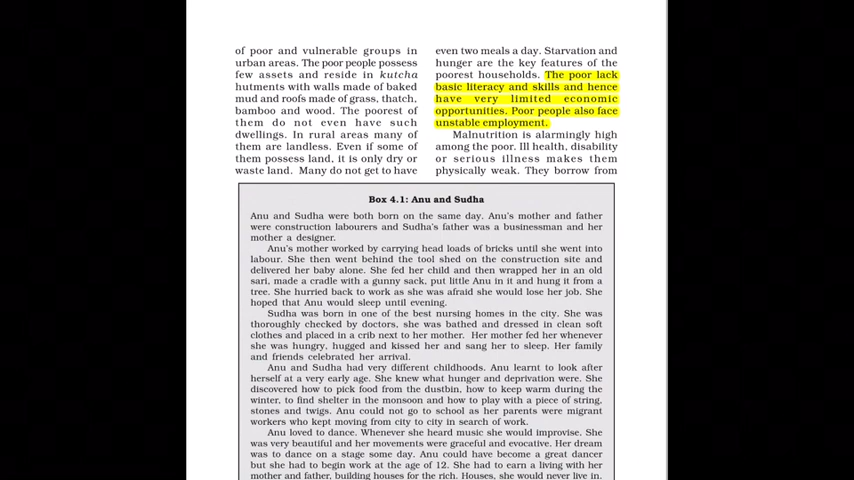 of poor and vulnerable groups in
urban areas. The poor people possess
few assets and reside in kutcha
hutments with walls made of baked
mud and roofs made of grass, thatch,
bamboo and wood. The poorest of
them do not even have such
dwellings. In rural areas many of
them are landless. Even if some of
them possess land, it is only dry or
waste land. Many do not get to have
even two meals a day. Starvation and
hunger are the key features of the
poorest households. The poor lack
basic literacy and skills and hence
have very limited economic
opportunities. Poor people also face
unstable employment.
Malnutrition is alarmingly high
among the poor. Ill health, disability
or serious illness makes them
physically weak. They borrow from
Box 4.1: Anu and Sudha
Anu and Sudha were both born on the same day. Anu's mother and father
were construction labourers and Sudha's father was a businessman and her
mother a designer.
Anu's mother worked by carrying head loads of bricks until she went into
labour. She then went behind the tool shed on the construction site and
delivered her baby alone. She fed her child and then wrapped her in an old
sari, made a cradle with a gunny sack, put little Anu in it and hung it from a
tree. She hurried back to work as she was afraid she would lose her job. She
hoped that Anu would sleep until evening.
Sudha was born in one of the best nursing homes in the city. She was
thoroughly checked by doctors, she was bathed and dressed in clean soft
clothes and placed in a crib next to her mother. Her mother fed her whenever
she was hungry, hugged and kissed her and sang her to sleep. Her family
and friends celebrated her arrival.
Anu and Sudha had very different childhoods. Anu learnt to look after
herself at a very early age. She knew what hunger and deprivation were. She
discovered how to pick food from the dustbin, how to keep warm during the
winter, to find shelter in the monsoon and how to play with a piece of string,
stones and twigs. Anu could not go to school as her parents were migrant
workers who kept moving from city to city in search of work.
Anu loved to dance. Whenever she heard music she would improvise. She
was very beautiful and her movements were graceful and evocative. Her dream
was to dance on a stage some day. Anu could have become a great dancer
but she had to begin work at the age of 12. She had to earn a living with her
mother and father, building houses for the rich. Houses, she would never live in.